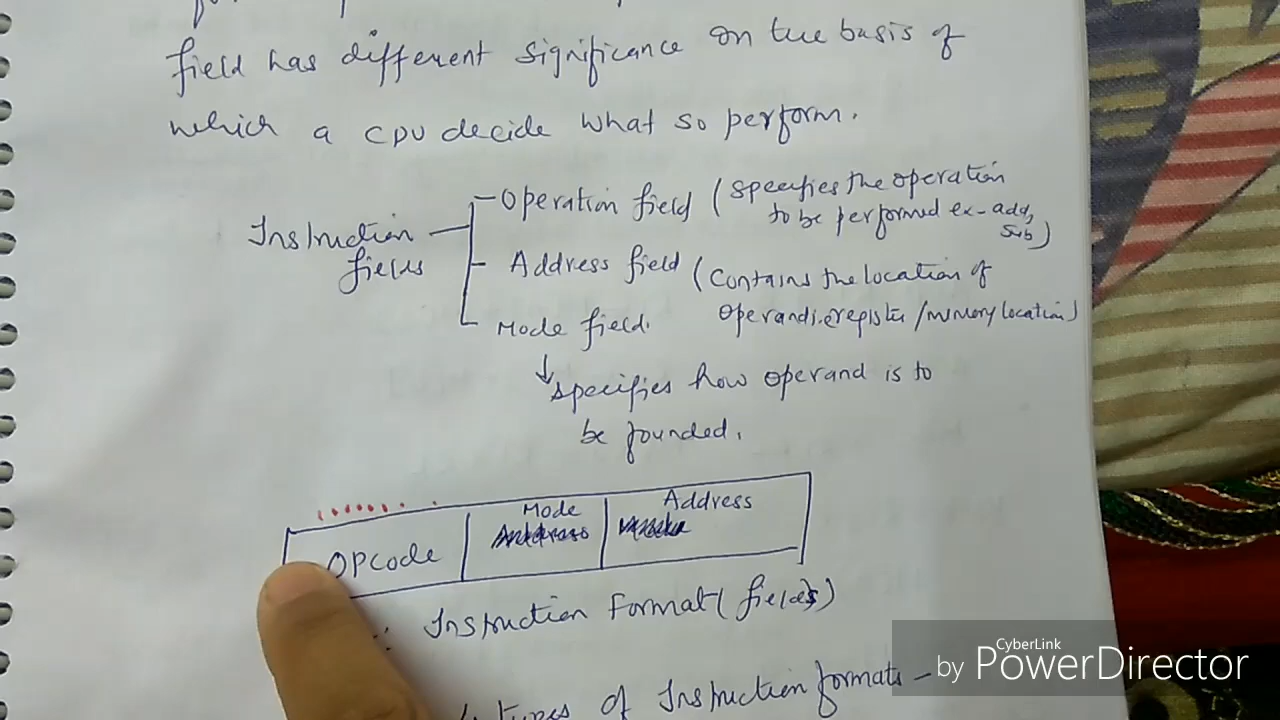 field has different significance on the basis of
which a CPU decide what so perform.
Instruction fields
Operation field (specifies the operation
to be performed ex-add,
sub)
Address field (contains the location of
operand i.e register/memory location)
Mode field.
↓ specifies how operand is to
be founded.
OPcode
Mode
Address
Instruction Format (fields)
types of Instruction formats -
CyberLink
by PowerDirector